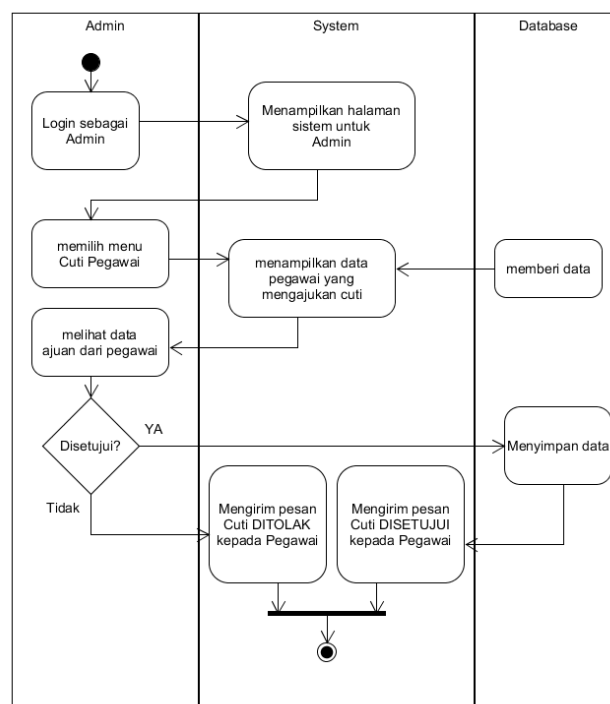 Admin
System
Database
Login sebagai
Admin
Menampilkan halaman
sistem untuk
Admin
memilih menu
Cuti Pegawai
menampilkan data
pegawai yang
mengajukan cuti
memberi data
melihat data
ajuan dari pegawai
Disetujui?
YA
Menyimpan data
Tidak
Mengirim pesan
Cuti DITOLAK
kepada Pegawai
Mengirim pesan
Cuti DISETUJUI
kepada Pegawai